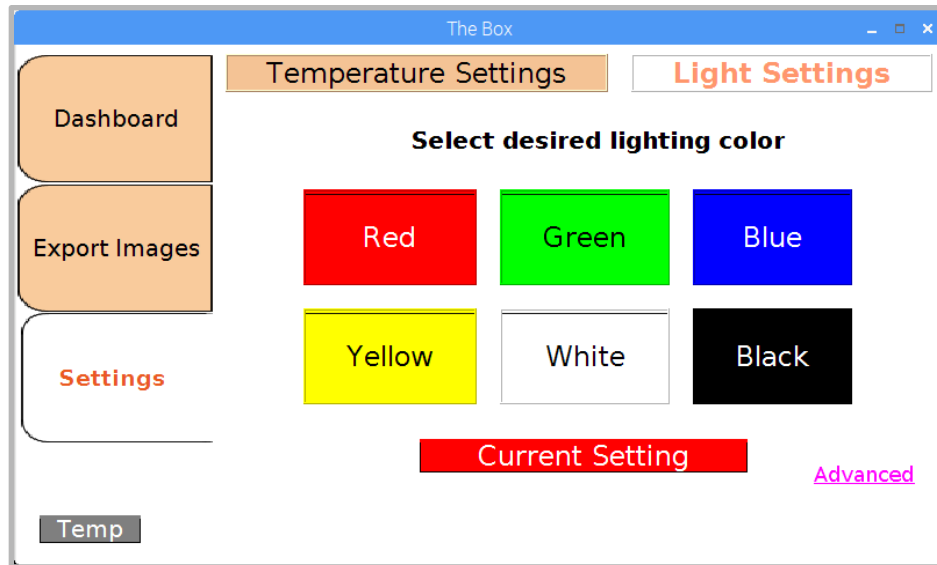 The Box
Temperature Settings
Light Settings
Dashboard
Export Images
Settings
Select desired lighting color
Red
Green
Blue
Yellow
White
Black
Current Setting
Advanced
Temp